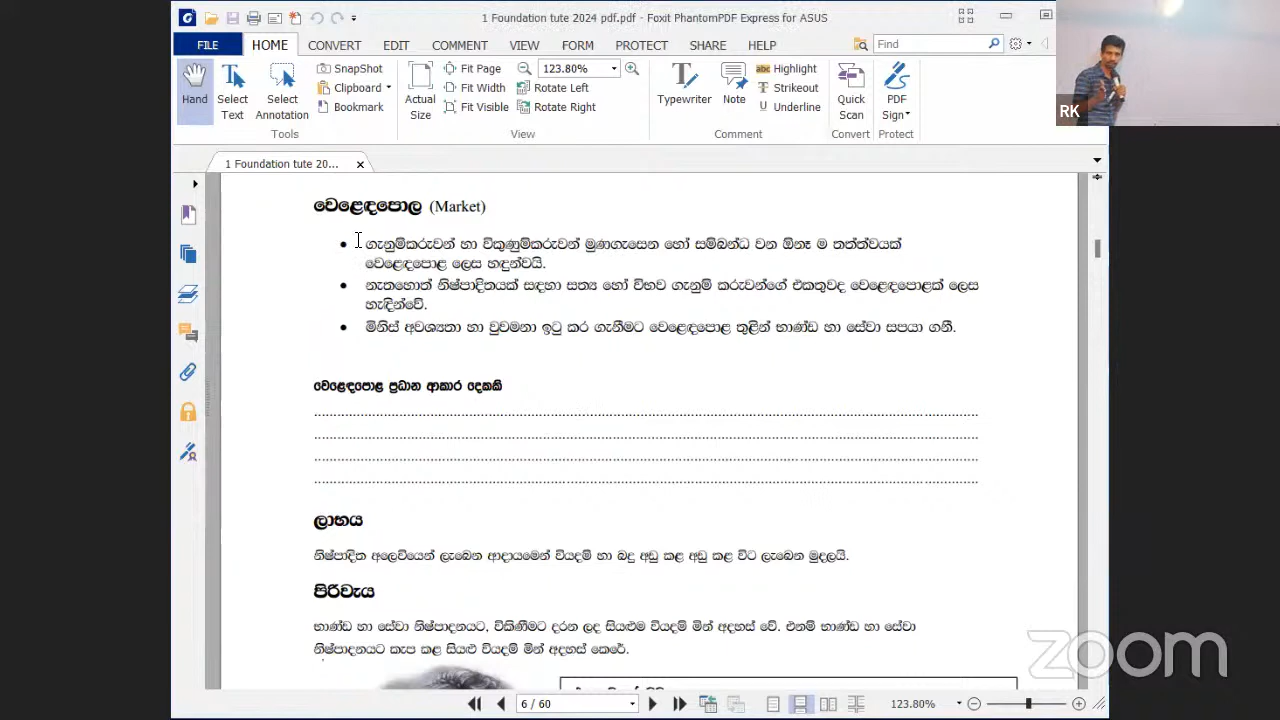 1 Foundation tute 2024 pdf.pdf - Foxit PhantomPDF Express for ASUS
FILE HOME CONVERT EDIT COMMENT VIEW FORM PROTECT SHARE HELP Find
Hand Select Text Select Annotation SnapShot Clipboard Bookmark Actual Size Fit Page Fit Width Fit Visible 123.80% Rotate Left Rotate Right Typewriter Note Highlight Strikeout Underline Quick Scan PDF Sign
Tools View Comment Convert Protect
RK
1 Foundation tute 20...
වෙළෙඳපොල (Market)
ගැනුම්කරුවන් හා විකුණුම්කරුවන් මුණගැසෙන හෝ සම්බන්ධ වන ඕනෑ ම තත්ත්වයක්
වෙළෙඳපොළ ලෙස හඳුන්වයි.
නැතහොත් නිෂ්පාදිතයක් සඳහා සත්‍ය හෝ විභව ගැනුම් කරුවන්ගේ එකතුවද වෙළෙඳපොළක් ලෙස
හැඳින්වේ.
මිනිස් අවශ්‍යතා හා වුවමනා ඉටු කර ගැනීමට වෙළෙඳපොළ තුළින් භාණ්ඩ හා සේවා සපයා ගනී.
වෙළෙඳපොළ ප්‍රධාන ආකාර දෙකකි
ලාභය
නිෂ්පාදිත අලෙවියෙන් ලැබෙන ආදායමෙන් වියදම් හා බදු අඩු කළ අඩු කළ විට ලැබෙන මුදලයි.
පිරිවැය
භාණ්ඩ හා සේවා නිෂ්පාදනයට, විකිණීමට දරන ලද සියළුම වියදම් මින් අදහස් වේ. එනම් භාණ්ඩ හා සේවා
නිෂ්පාදනයට කැප කළ සියළු වියදම් මින් අදහස් කෙරේ.
zoom
6 / 60 123.80%